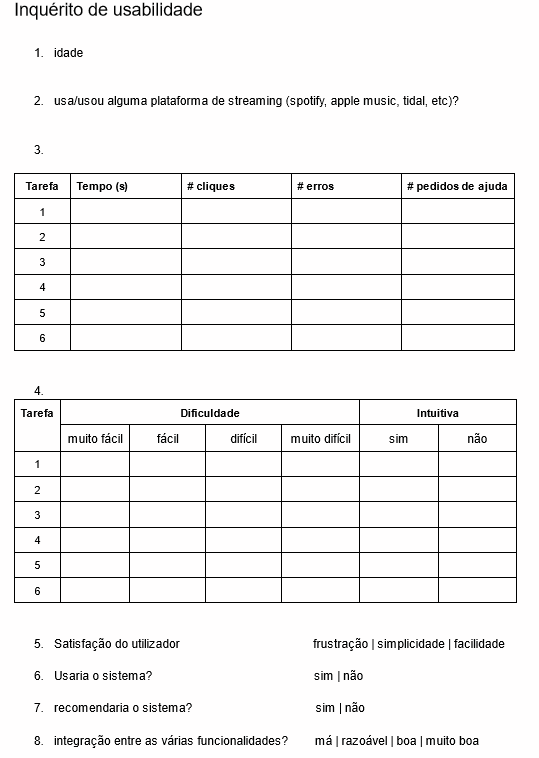 Inquérito de usabilidade
1. idade
2. usa/usou alguma plataforma de streaming (spotify, apple music, tidal, etc)?
3.
Tarefa Tempo (s) # cliques # erros # pedidos de ajuda
1
2
3
4
5
6
4.
Tarefa Dificuldade Intuitiva
muito fácil fácil difícil muito difícil sim não
1
2
3
4
5
6
5. Satisfação do utilizador frustração | simplicidade | facilidade
6. Usaria o sistema? sim | não
7. recomendaria o sistema? sim | não
8. integração entre as várias funcionalidades? má | razoável | boa | muito boa